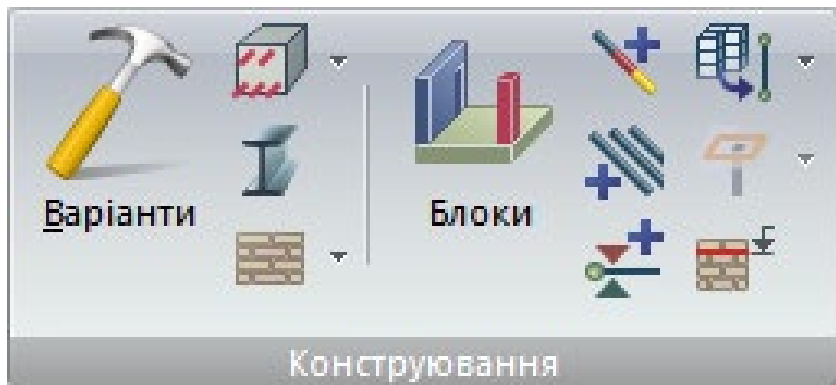 Варіанти
Блоки
Конструювання